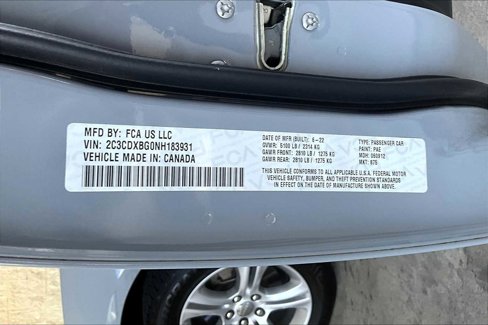 MFD BY: FCA US LLC
VIN: 2C3CDXBG0NH183931
VEHICLE MADE IN: CANADA
DATE OF MFR (BUILT): 6-22
GVWR: 5100 LB / 2314 KG
GAWR FRONT: 2810 LB / 1275 KG
GAWR REAR: 2810 LB / 1275 KG
TYPE: PASSENGER CAR
PAINT: PAE
MDH: 060912
MKT: 875
THIS VEHICLE CONFORMS TO ALL APPLICABLE U.S.A. FEDERAL MOTOR
VEHICLE SAFETY, BUMPER, AND THEFT PREVENTION STANDARDS
IN EFFECT ON THE DATE OF MANUFACTURE SHOWN ABOVE.